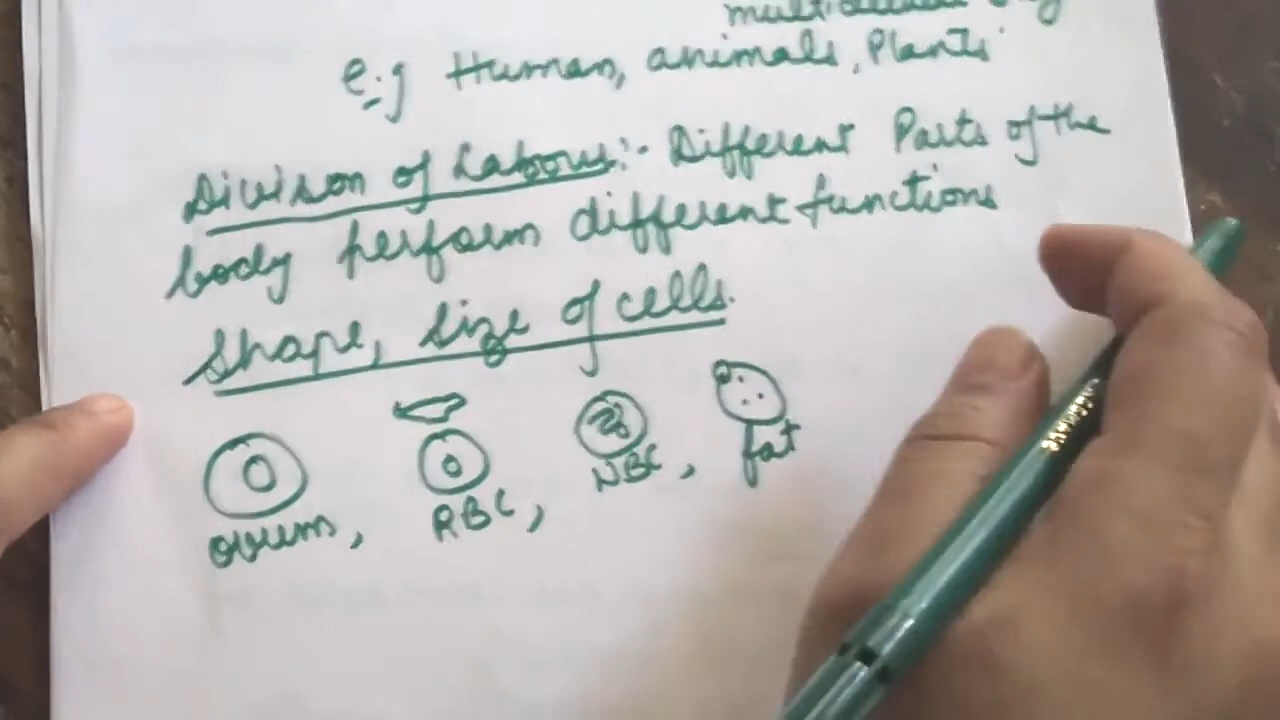 e.g Human, animals, Plants
Divison of Labour:- Different Parts of the
body perform different functions
Shape, Size of cells.
ovum, RBC, WBC, fat